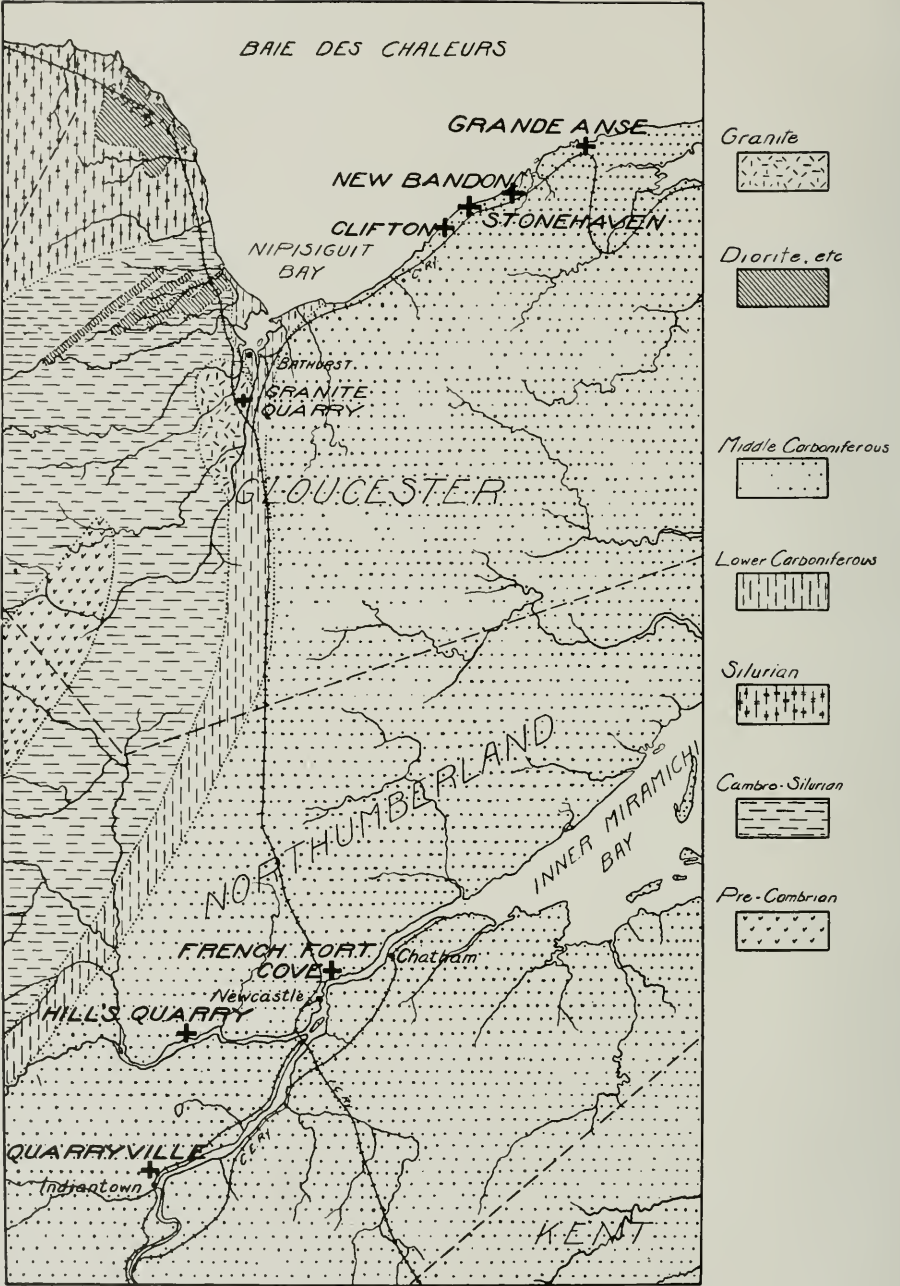 BAIE DES CHALEURS
GRANDE ANSE
NEW BANDON
STONEHAVEN
CLIFTON
NIPISIGUIT
BAY
C. RY.
BATHURST
GRANITE
QUARRY
GLOUCESTER
NORTHUMBERLAND
INNER MIRAMICHI
BAY
FRENCH FORT
COVE
Chatham
Newcastle
HILL'S QUARRY
QUARRYVILLE
Indiantown
KENT
Granite
Diorite, etc
Middle Carboniferous
Lower Carboniferous
Silurian
Cambro-Silurian
Pre-Cambrian